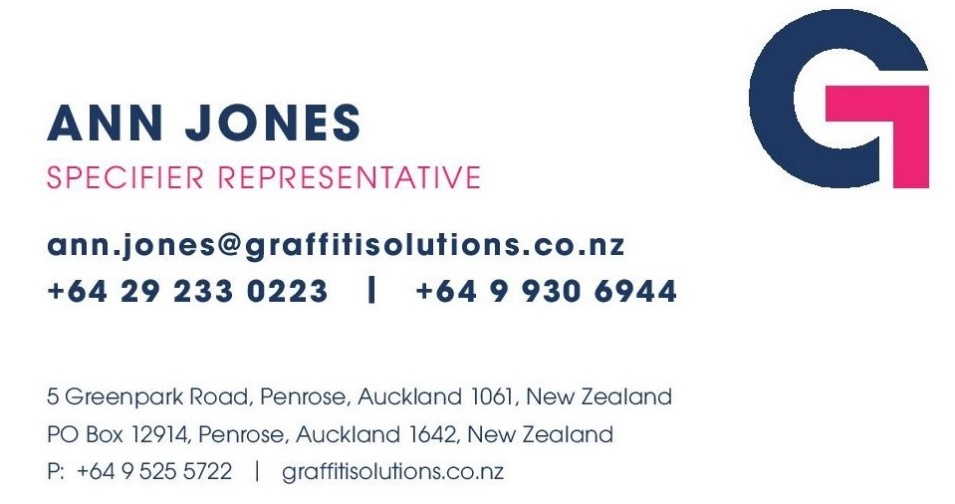 ANN JONES
SPECIFIER REPRESENTATIVE
ann.jones@graffitisolutions.co.nz
+64 29 233 0223 | +64 9 930 6944
5 Greenpark Road, Penrose, Auckland 1061, New Zealand
PO Box 12914, Penrose, Auckland 1642, New Zealand
P: +64 9 525 5722 | graffitisolutions.co.nz